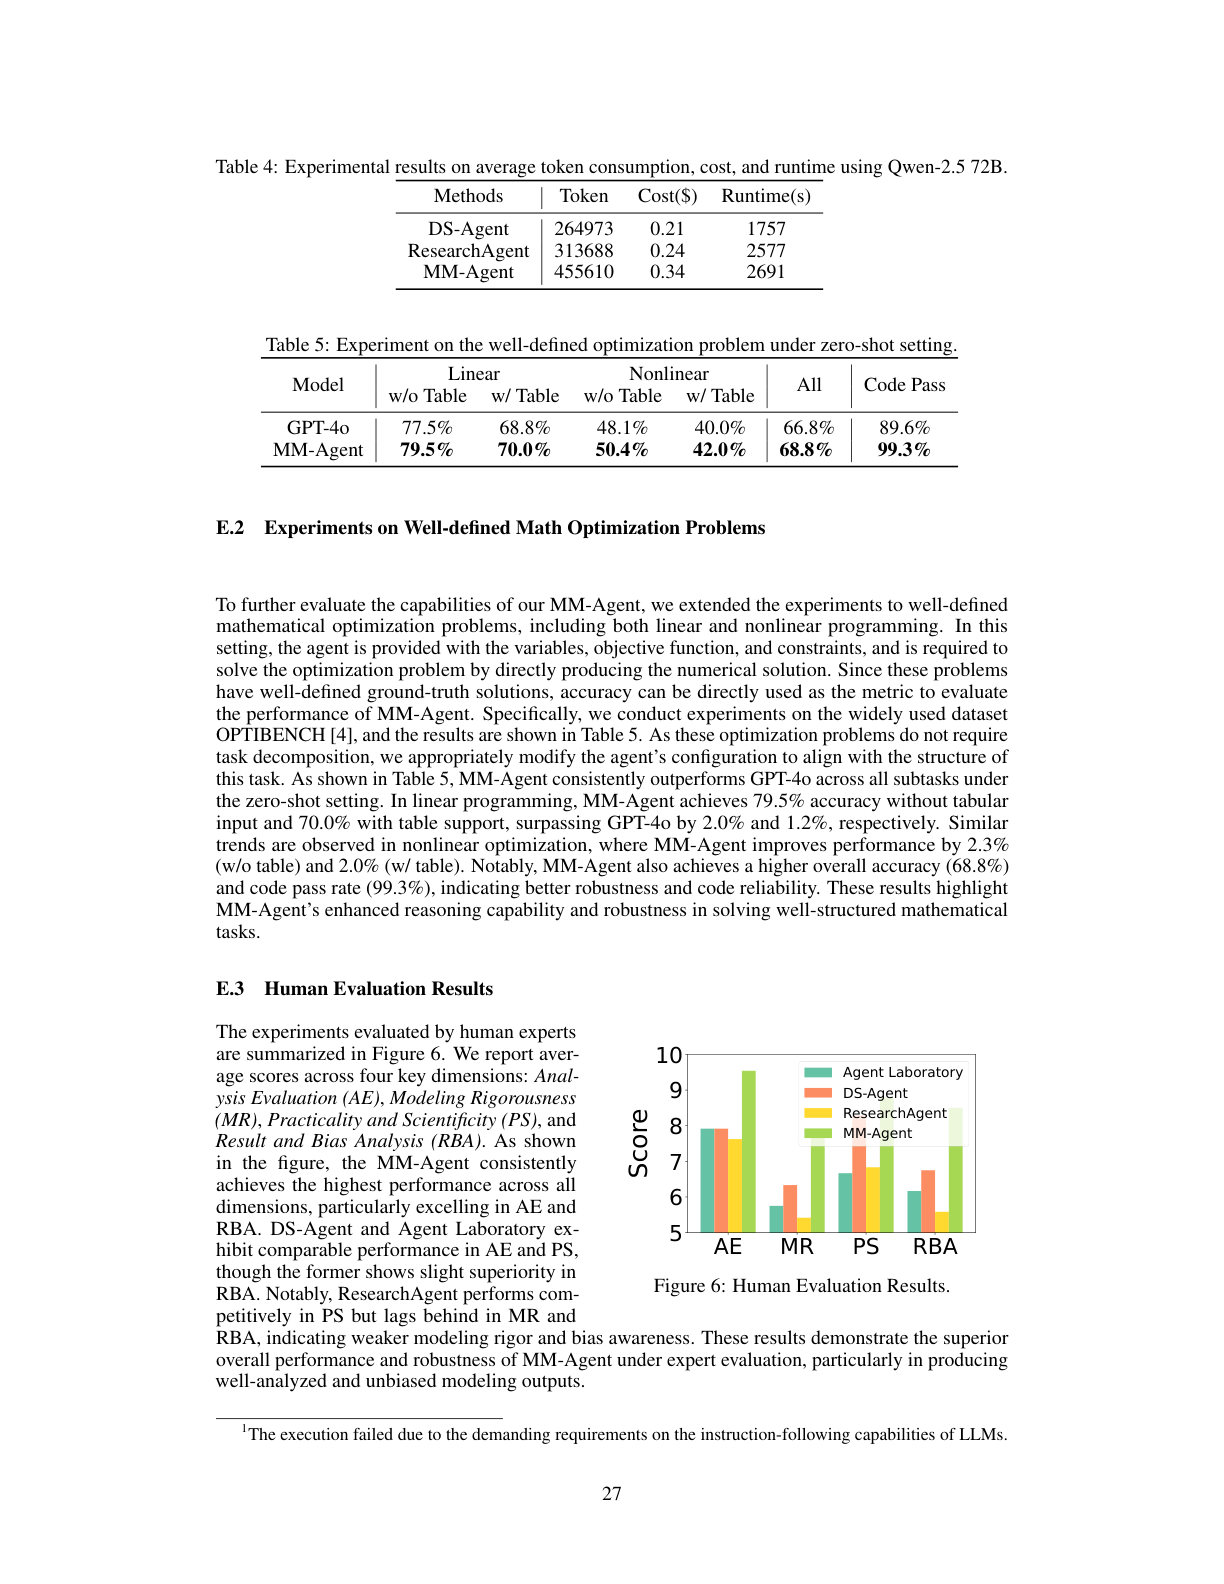 Table 4: Experimental results on average token consumption, cost, and runtime using Qwen-2.5 72B.
Methods Token Cost($) Runtime(s)
DS-Agent 264973 0.21 1757
ResearchAgent 313688 0.24 2577
MM-Agent 455610 0.34 2691
Table 5: Experiment on the well-defined optimization problem under zero-shot setting.
Model Linear Nonlinear All Code Pass
w/o Table w/ Table w/o Table w/ Table
GPT-4o 77.5% 68.8% 48.1% 40.0% 66.8% 89.6%
MM-Agent 79.5% 70.0% 50.4% 42.0% 68.8% 99.3%
E.2 Experiments on Well-defined Math Optimization Problems
To further evaluate the capabilities of our MM-Agent, we extended the experiments to well-defined
mathematical optimization problems, including both linear and nonlinear programming. In this
setting, the agent is provided with the variables, objective function, and constraints, and is required to
solve the optimization problem by directly producing the numerical solution. Since these problems
have well-defined ground-truth solutions, accuracy can be directly used as the metric to evaluate
the performance of MM-Agent. Specifically, we conduct experiments on the widely used dataset
OPTIBENCH [4], and the results are shown in Table 5. As these optimization problems do not require
task decomposition, we appropriately modify the agent's configuration to align with the structure of
this task. As shown in Table 5, MM-Agent consistently outperforms GPT-4o across all subtasks under
the zero-shot setting. In linear programming, MM-Agent achieves 79.5% accuracy without tabular
input and 70.0% with table support, surpassing GPT-4o by 2.0% and 1.2%, respectively. Similar
trends are observed in nonlinear optimization, where MM-Agent improves performance by 2.3%
(w/o table) and 2.0% (w/ table). Notably, MM-Agent also achieves a higher overall accuracy (68.8%)
and code pass rate (99.3%), indicating better robustness and code reliability. These results highlight
MM-Agent's enhanced reasoning capability and robustness in solving well-structured mathematical
tasks.
E.3 Human Evaluation Results
The experiments evaluated by human experts
are summarized in Figure 6. We report aver-
age scores across four key dimensions: Anal-
ysis Evaluation (AE), Modeling Rigorousness
(MR), Practicality and Scientificity (PS), and
Result and Bias Analysis (RBA). As shown
in the figure, the MM-Agent consistently
achieves the highest performance across all
dimensions, particularly excelling in AE and
RBA. DS-Agent and Agent Laboratory ex-
hibit comparable performance in AE and PS,
though the former shows slight superiority in
RBA. Notably, ResearchAgent performs com-
petitively in PS but lags behind in MR and
RBA, indicating weaker modeling rigor and bias awareness. These results demonstrate the superior
overall performance and robustness of MM-Agent under expert evaluation, particularly in producing
well-analyzed and unbiased modeling outputs.
Score
10
9
8
7
6
5
Agent Laboratory
DS-Agent
ResearchAgent
MM-Agent
AE MR PS RBA
Figure 6: Human Evaluation Results.
1The execution failed due to the demanding requirements on the instruction-following capabilities of LLMs.
27